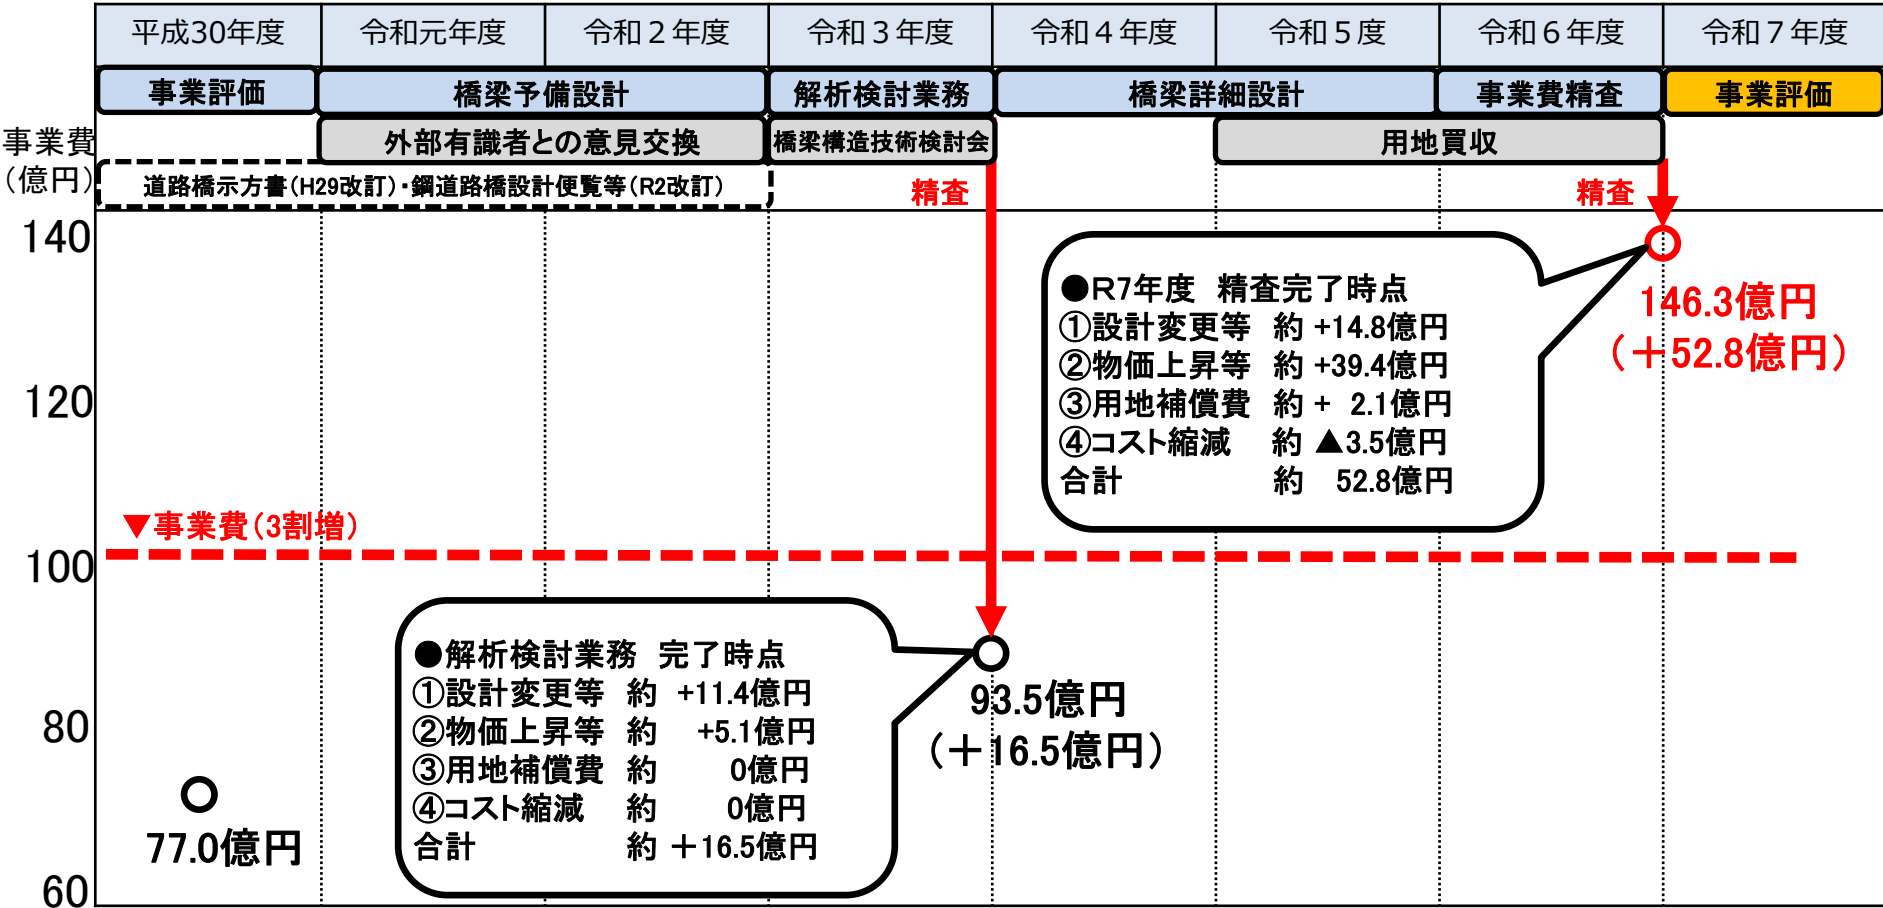 平成30年度 令和元年度 令和２年度 令和３年度 令和４年度 令和５度 令和６年度 令和７年度
事業評価 橋梁予備設計 解析検討業務 橋梁詳細設計 事業費精査 事業評価
外部有識者との意見交換 橋梁構造技術検討会 用地買収
事業費
（億円）
道路橋示方書（H29改訂）・鋼道路橋設計便覧等（R2改訂）
精査
精査
140
120
100
80
60
●R7年度　精査完了時点
①設計変更等　約 +14.8億円
②物価上昇等　約 +39.4億円
③用地補償費　約 +　2.1億円
④コスト縮減　約 ▲3.5億円
合計　約　52.8億円
146.3億円
（＋52.8億円）
▼事業費（3割増）
●解析検討業務　完了時点
①設計変更等　約　+11.4億円
②物価上昇等　約　+5.1億円
③用地補償費　約　0億円
④コスト縮減　約　0億円
合計　約 ＋16.5億円
93.5億円
（＋16.5億円）
77.0億円